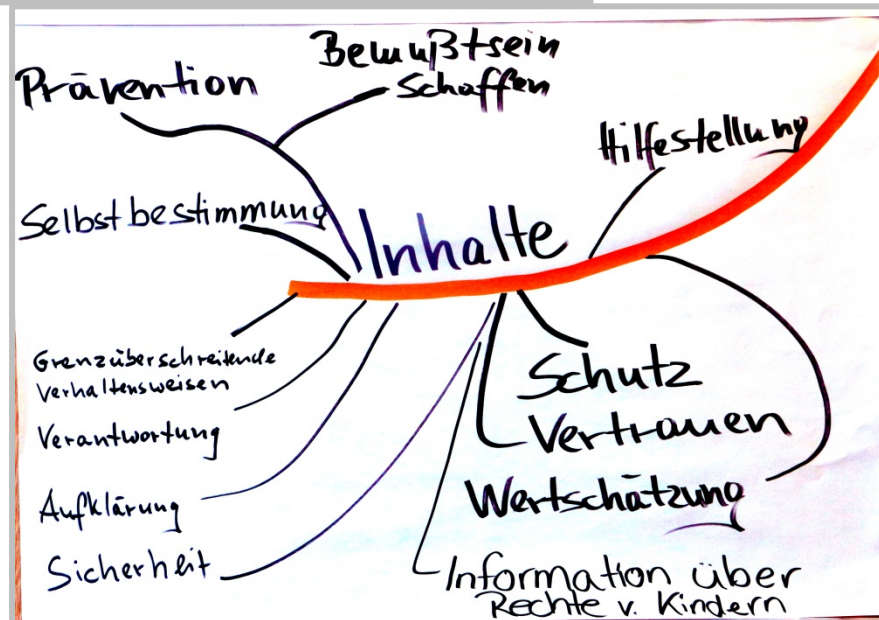 Prävention
Bewußtsein
Schaffen
Hilfestellung
Selbstbestimmung
Inhalte
Grenzüberschreitende
Verhaltensweisen
Verantwortung
Aufklärung
Sicherheit
Schutz
Vertrauen
Wertschätzung
Information über
Rechte v. Kindern